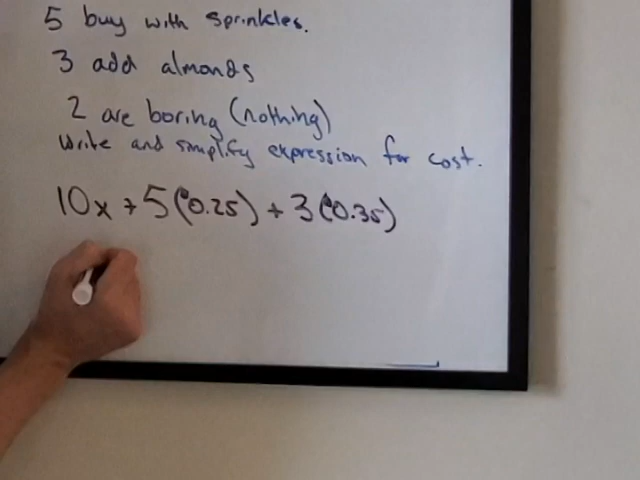 5 buy with sprinkles.
3 add almonds
2 are boring (nothing)
Write and simplify expression for cost.
10x + 5(0.25) + 3(0.35)